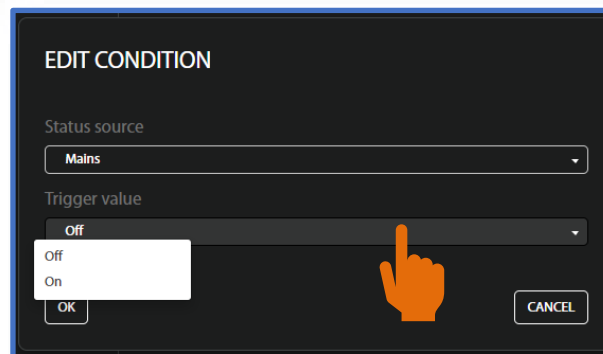 EDIT CONDITION
Status source
Mains
Trigger value
Off
Off
On
OK
CANCEL